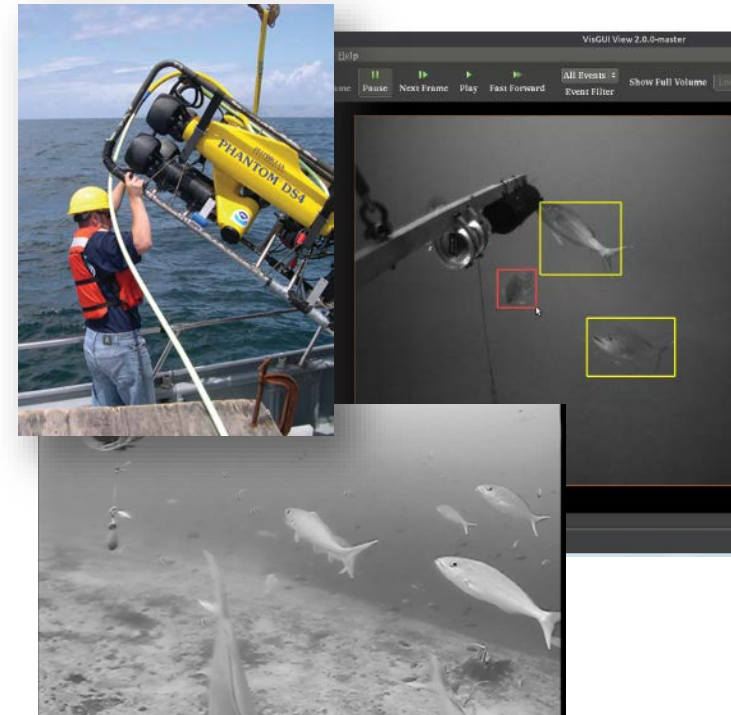 PHANTOM DS4
VisGUI View 2.0.0-master
Help
Pause
Next Frame
Play
Fast Forward
All Events
Event Filter
Show Full Volume